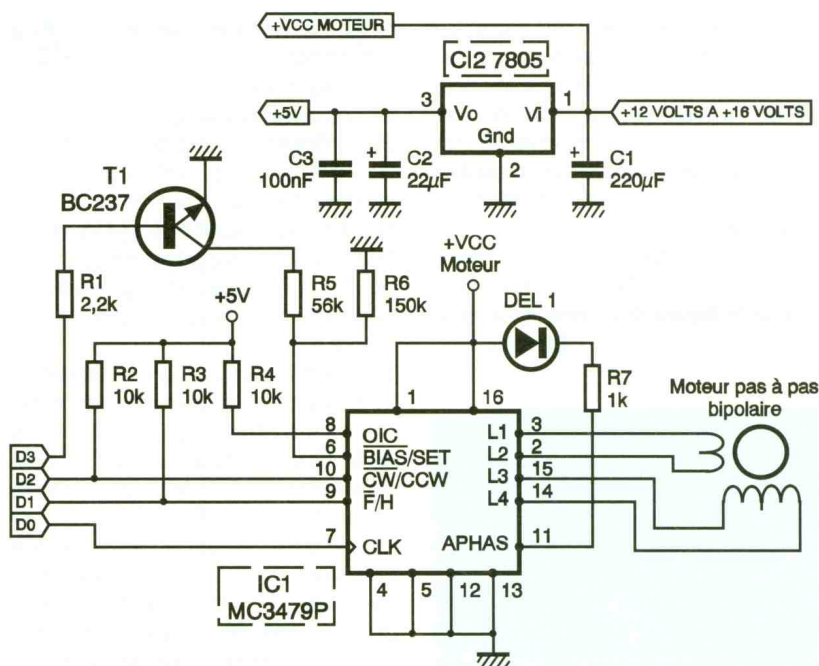 +VCC MOTEUR
CI2 7805
+5V
3
Vo
Vi
1
+12 VOLTS A +16 VOLTS
Gnd
2
C3
100nF
+
C2
22µF
+
C1
220µF
T1
BC237
R1
2,2k
+5V
R5
56k
R6
150k
+VCC
Moteur
DEL 1
R2
10k
R3
10k
R4
10k
R7
1k
Moteur pas à pas
bipolaire
1
16
8
OIC
L1
3
D3
6
BIAS/SET
L2
2
D2
10
CW/CCW
L3
15
D1
9
F/H
L4
14
D0
7
CLK
APHAS
11
IC1
MC3479P
4
5
12
13